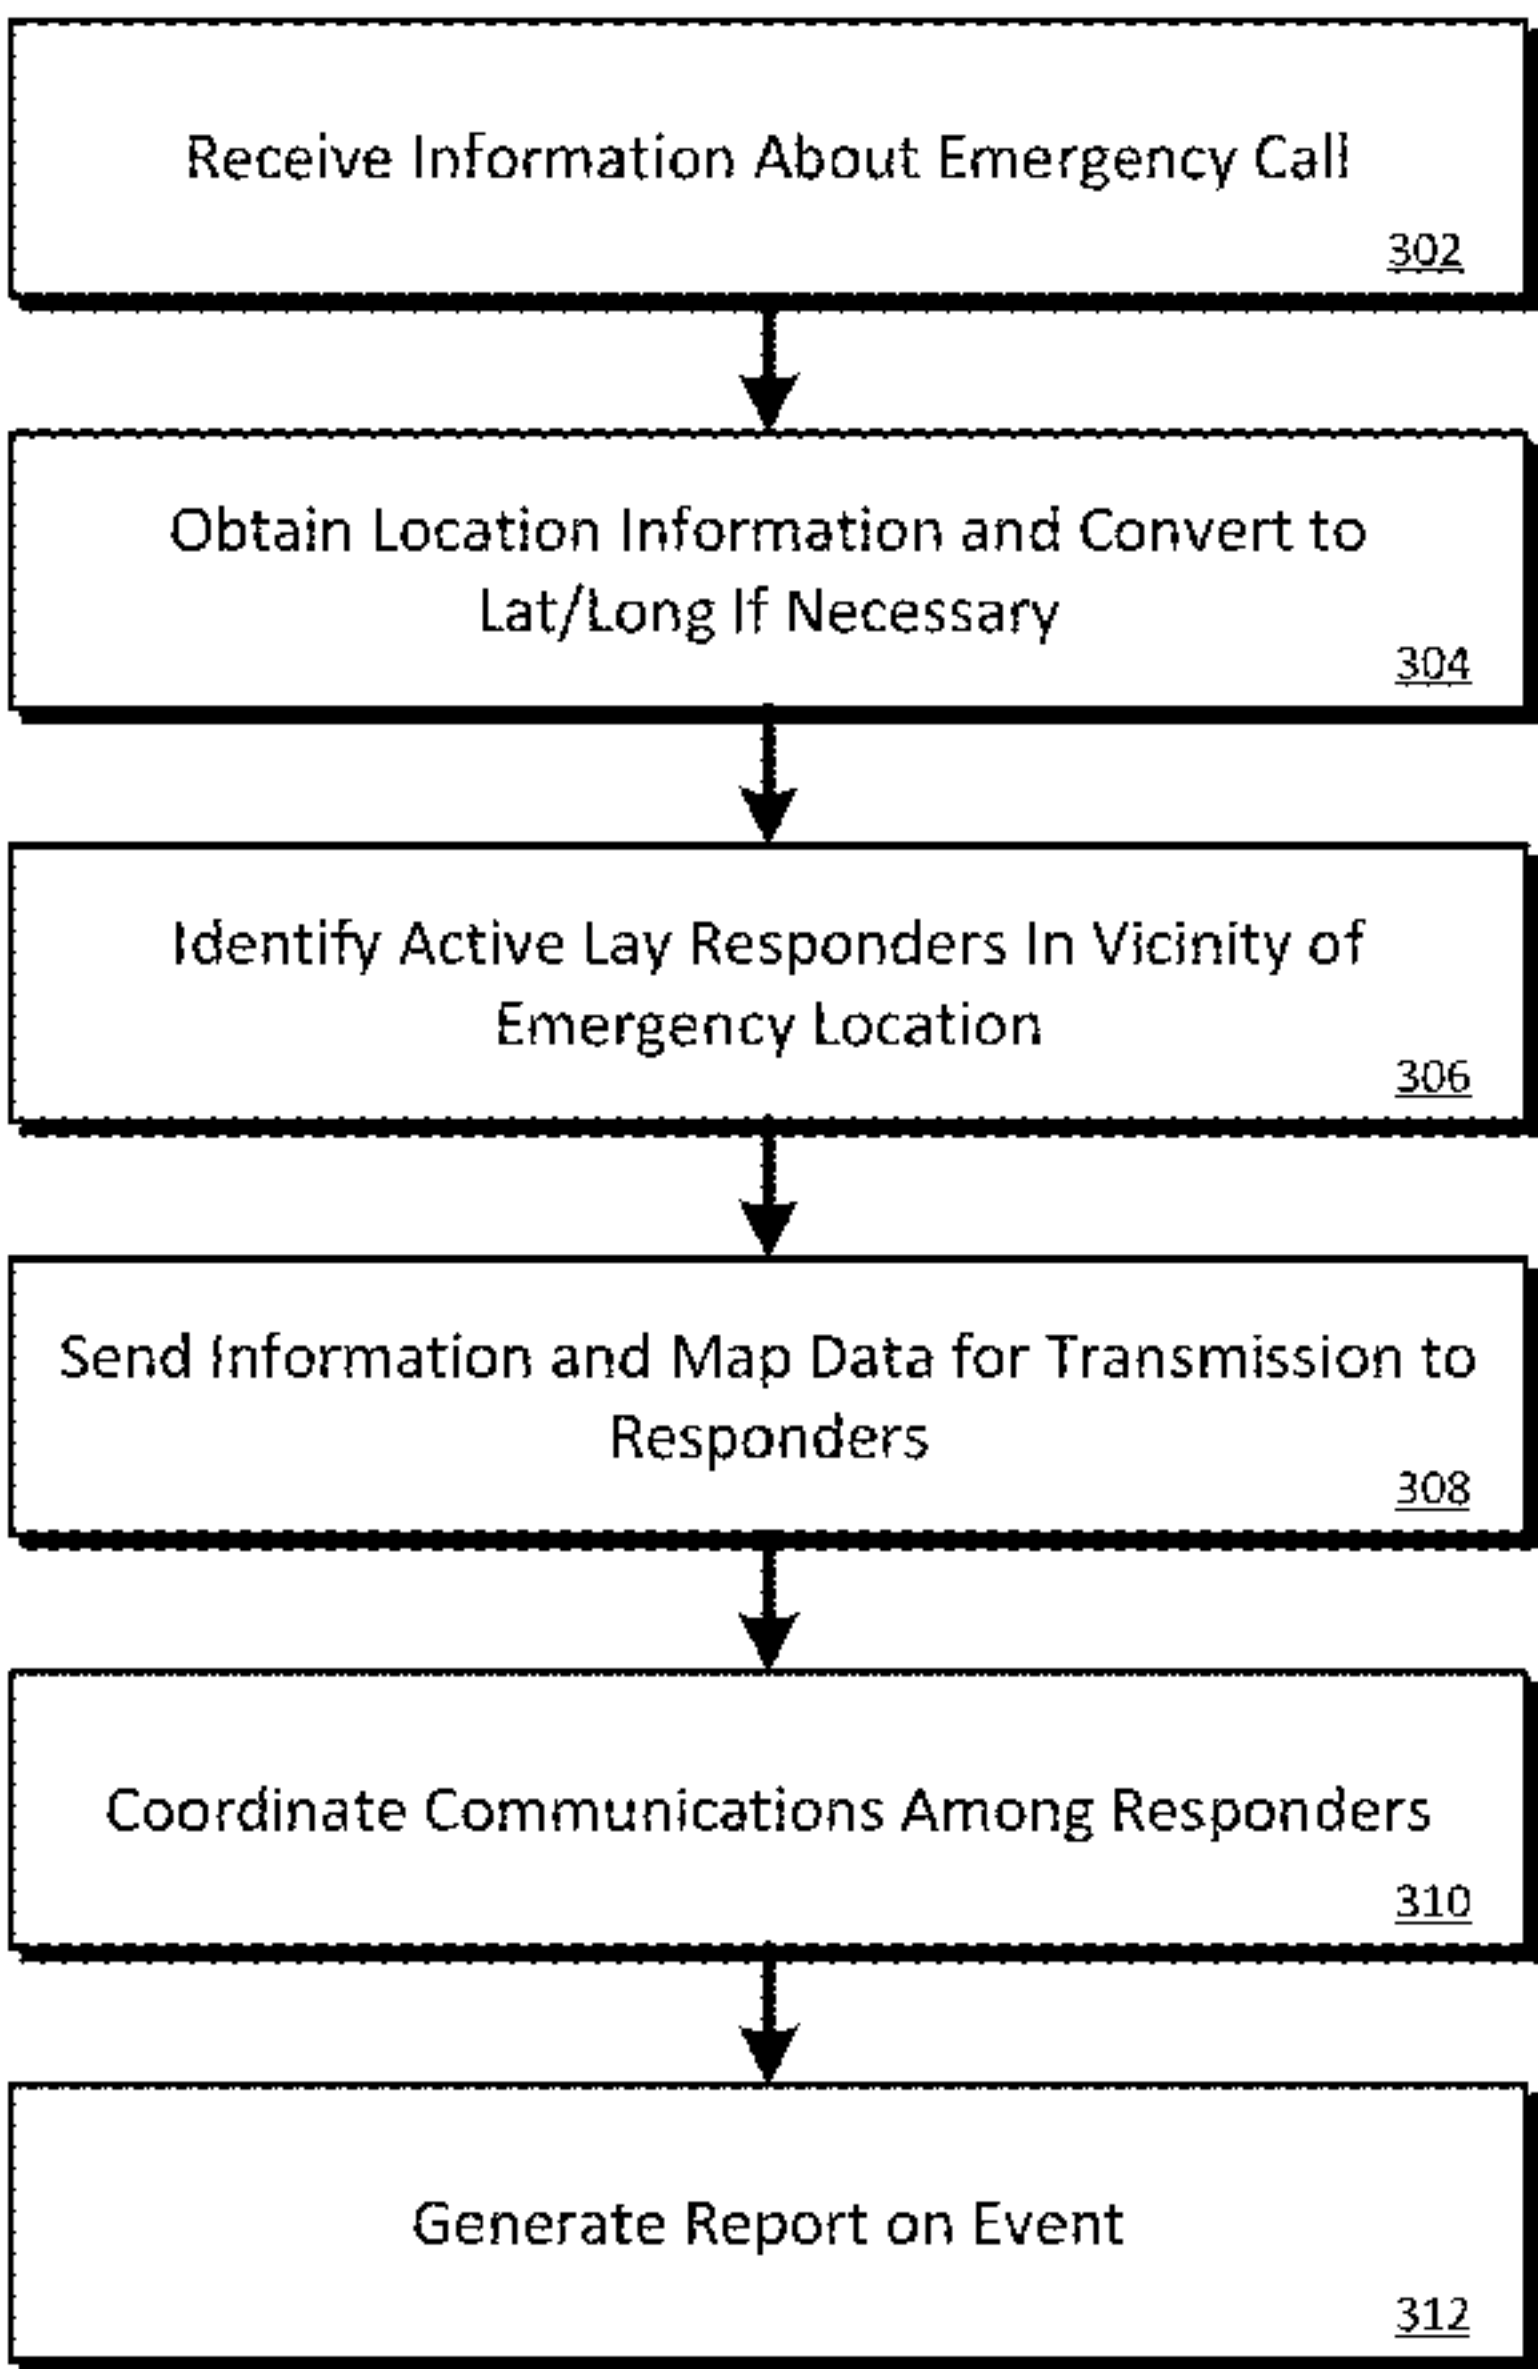 Receive Information About Emergency Call
302
Obtain Location Information and Convert to
Lat/Long If Necessary
304
Identify Active Lay Responders In Vicinity of
Emergency Location
306
Send Information and Map Data for Transmission to
Responders
308
Coordinate Communications Among Responders
310
Generate Report on Event
312